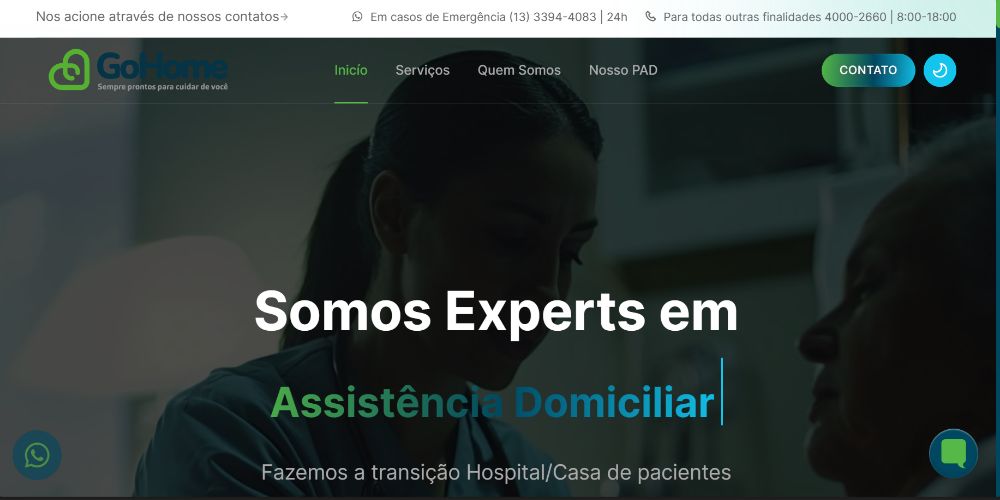 Nos acione através de nossos contatos→
Em casos de Emergência (13) 3394-4083 | 24h
Para todas outras finalidades 4000-2660 | 8:00-18:00
GoHome
Sempre prontos para cuidar de você
Inicío
Serviços
Quem Somos
Nosso PAD
CONTATO
Somos Experts em
Assistência Domiciliar
Fazemos a transição Hospital/Casa de pacientes